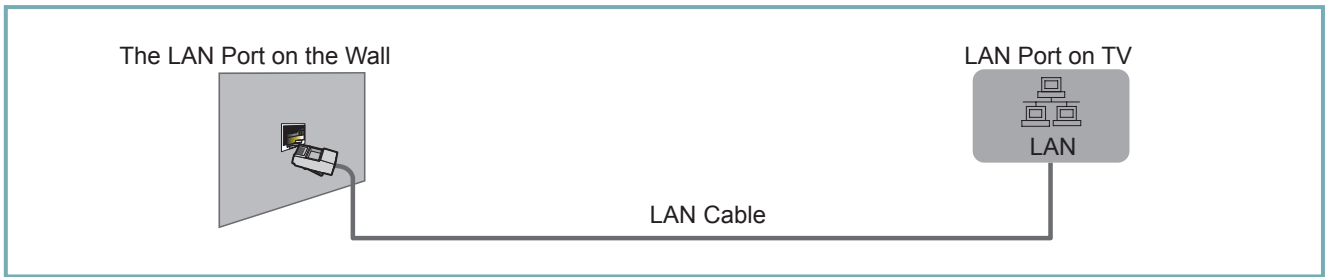 The LAN Port on the Wall
LAN Port on TV
LAN
LAN Cable